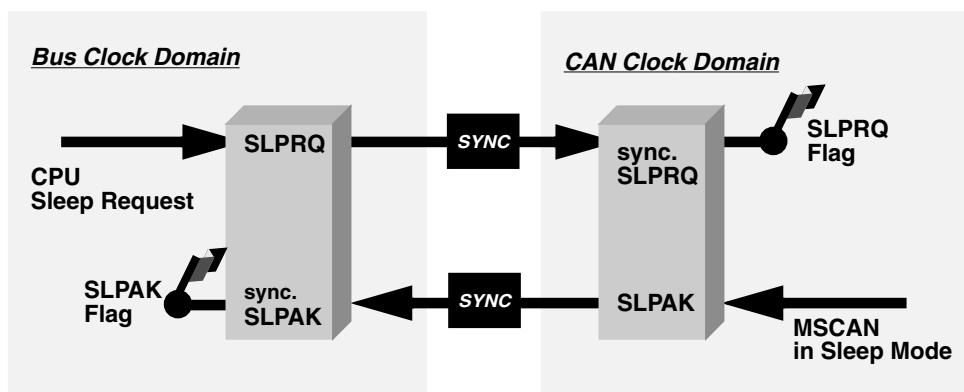 Bus Clock Domain
CAN Clock Domain
SLPRQ
SYNC
sync.
SLPRQ
SLPRQ
Flag
CPU
Sleep Request
SLPAK
Flag
sync.
SLPAK
SYNC
SLPAK
MSCAN
in Sleep Mode